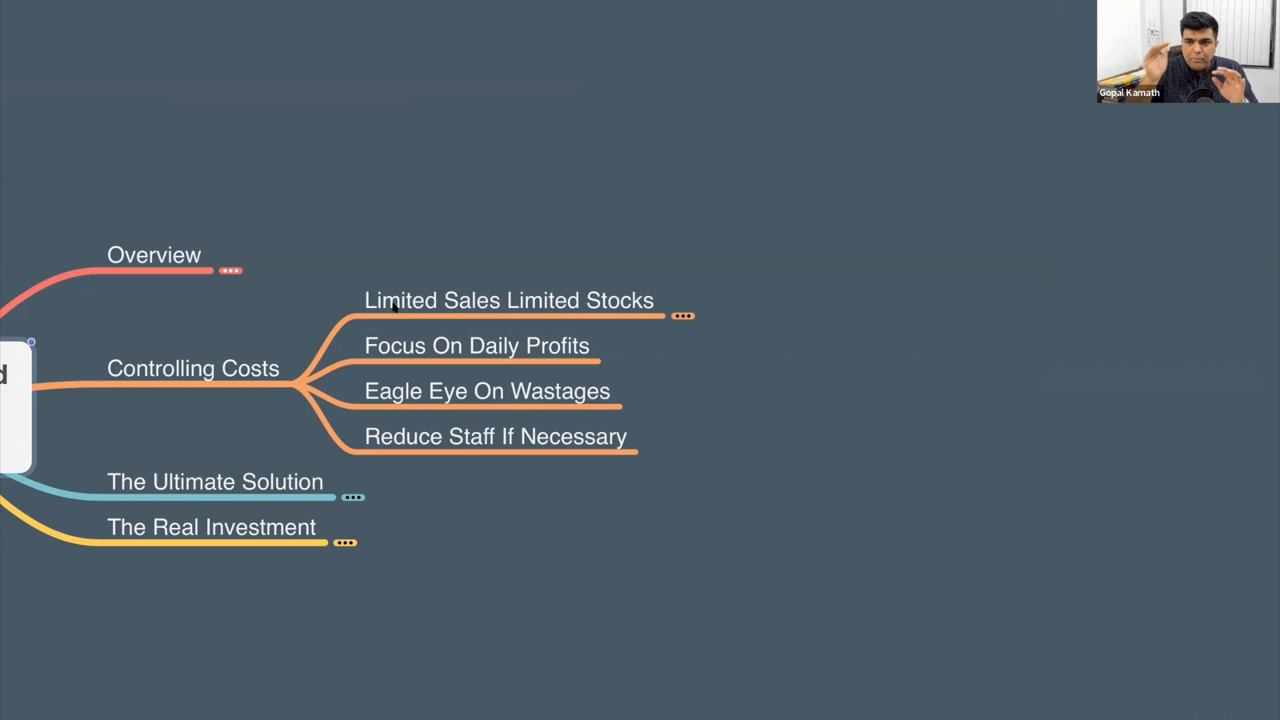 Gopal Kamath
Overview
Limited Sales Limited Stocks
Focus On Daily Profits
Controlling Costs
Eagle Eye On Wastages
Reduce Staff If Necessary
The Ultimate Solution
The Real Investment
d